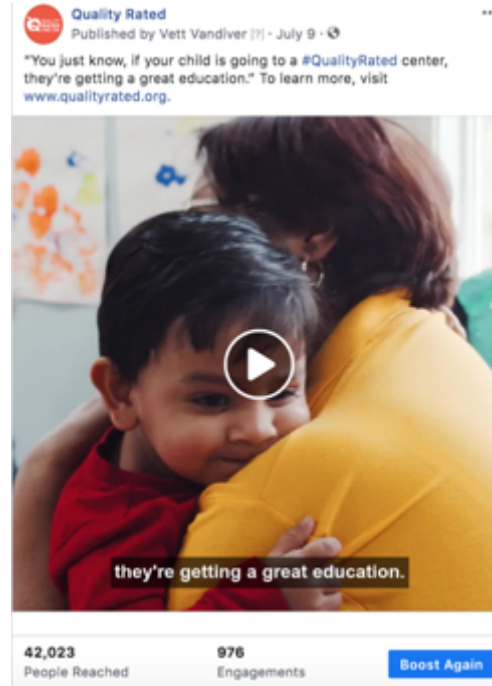 Quality Rated
Published by Vett Vandiver [?] · July 9 ·
"You just know, if your child is going to a #QualityRated center,
they're getting a great education." To learn more, visit
www.qualityrated.org.
they're getting a great education.
42,023 976
People Reached Engagements Boost Again